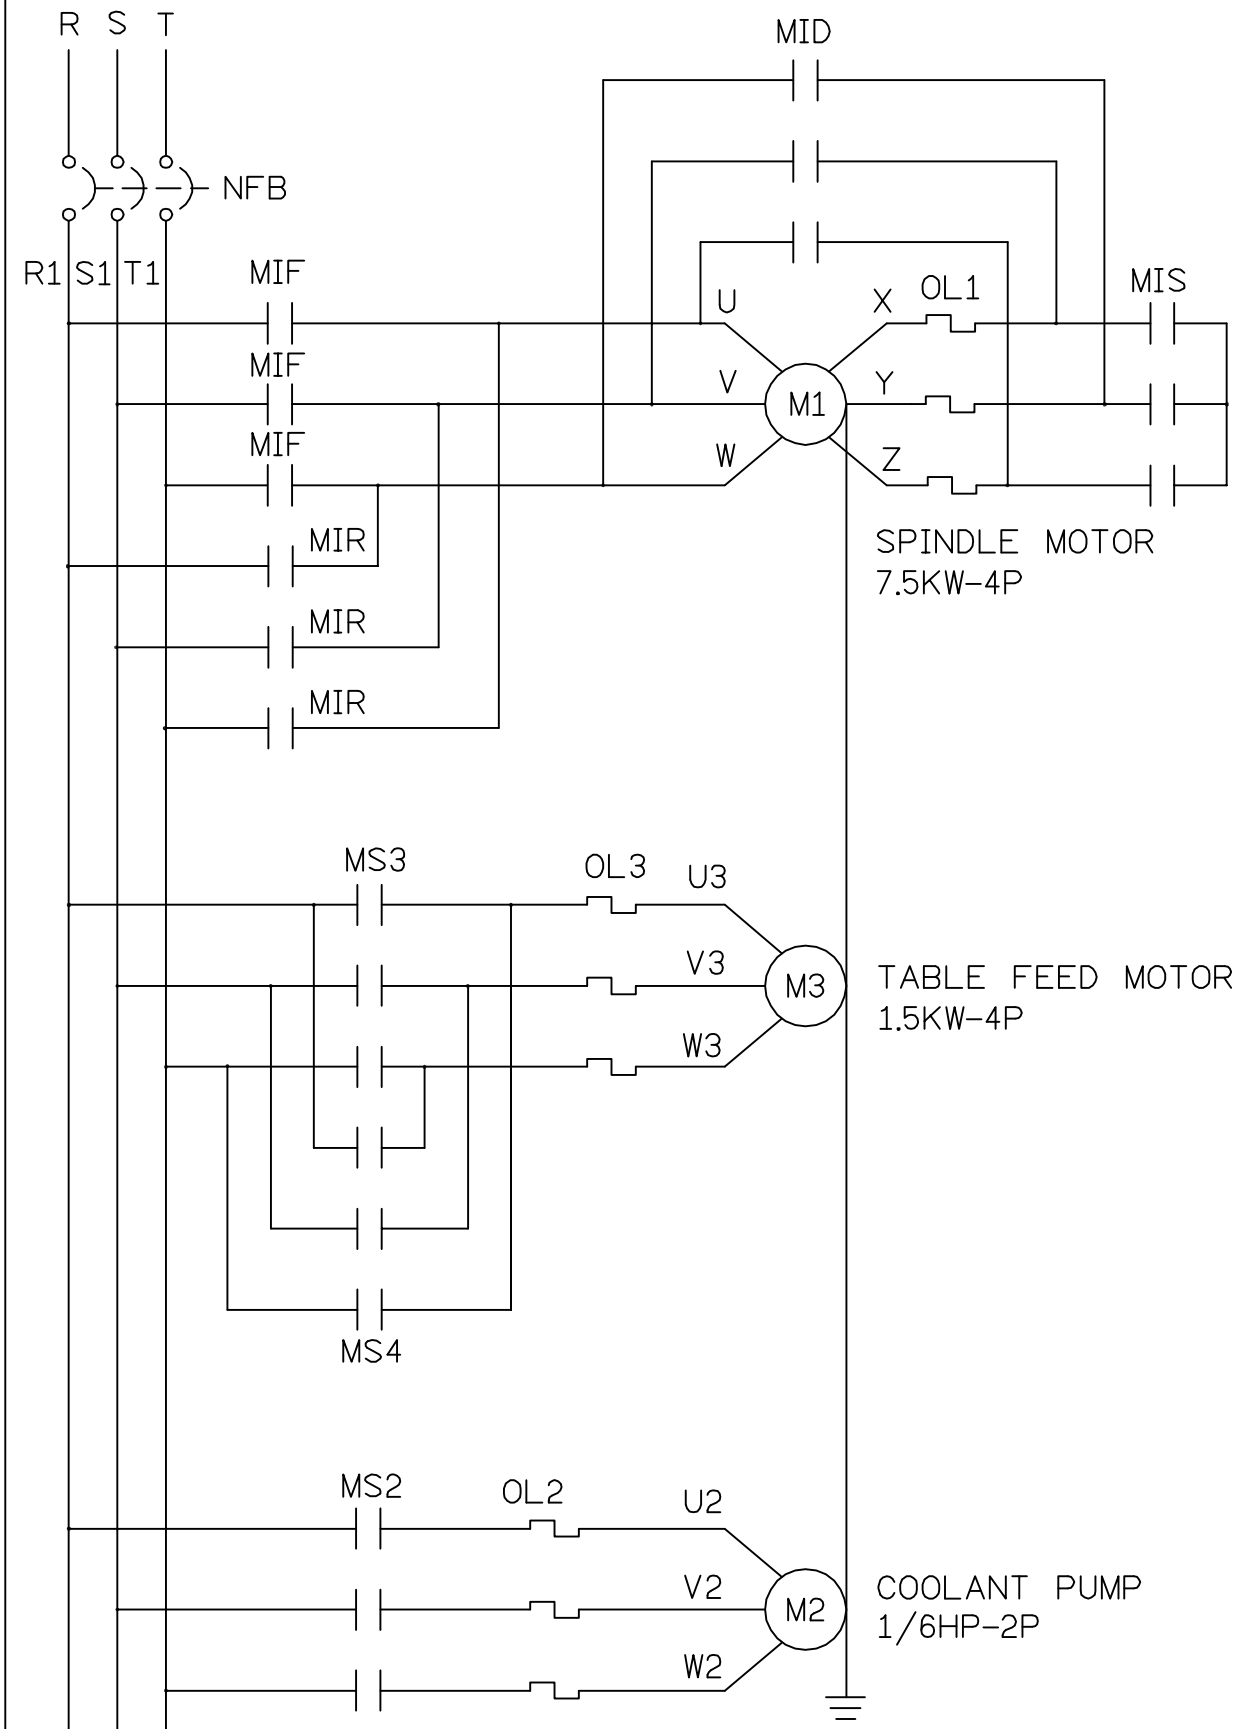 R S T
MID
NFB
R1 S1 T1
MIF
U
X
OL1
MIS
MIF
V
M1
Y
MIF
W
Z
MIR
SPINDLE MOTOR
7.5KW-4P
MIR
MIR
MS3
OL3
U3
V3
M3
TABLE FEED MOTOR
1.5KW-4P
W3
MS4
MS2
OL2
U2
V2
M2
COOLANT PUMP
1/6HP-2P
W2